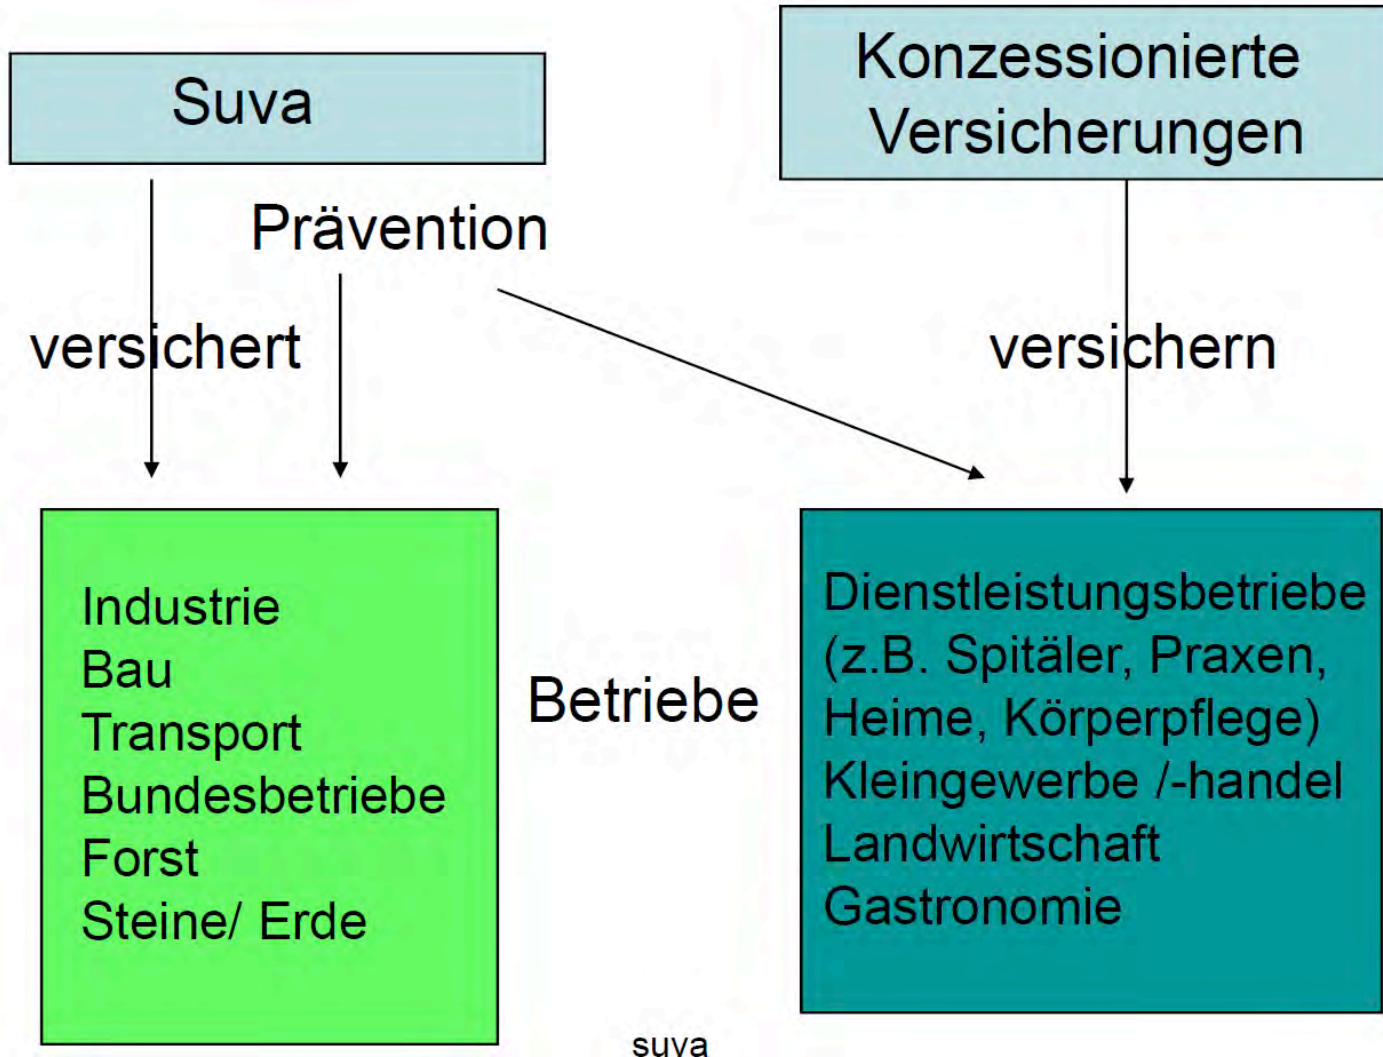 Suva
Konzessionierte
Versicherungen
Prävention
versichert
versichern
Industrie
Bau
Transport
Bundesbetriebe
Forst
Steine/ Erde
Betriebe
Dienstleistungsbetriebe
(z.B. Spitäler, Praxen,
Heime, Körperpflege)
Kleingewerbe /-handel
Landwirtschaft
Gastronomie
suva